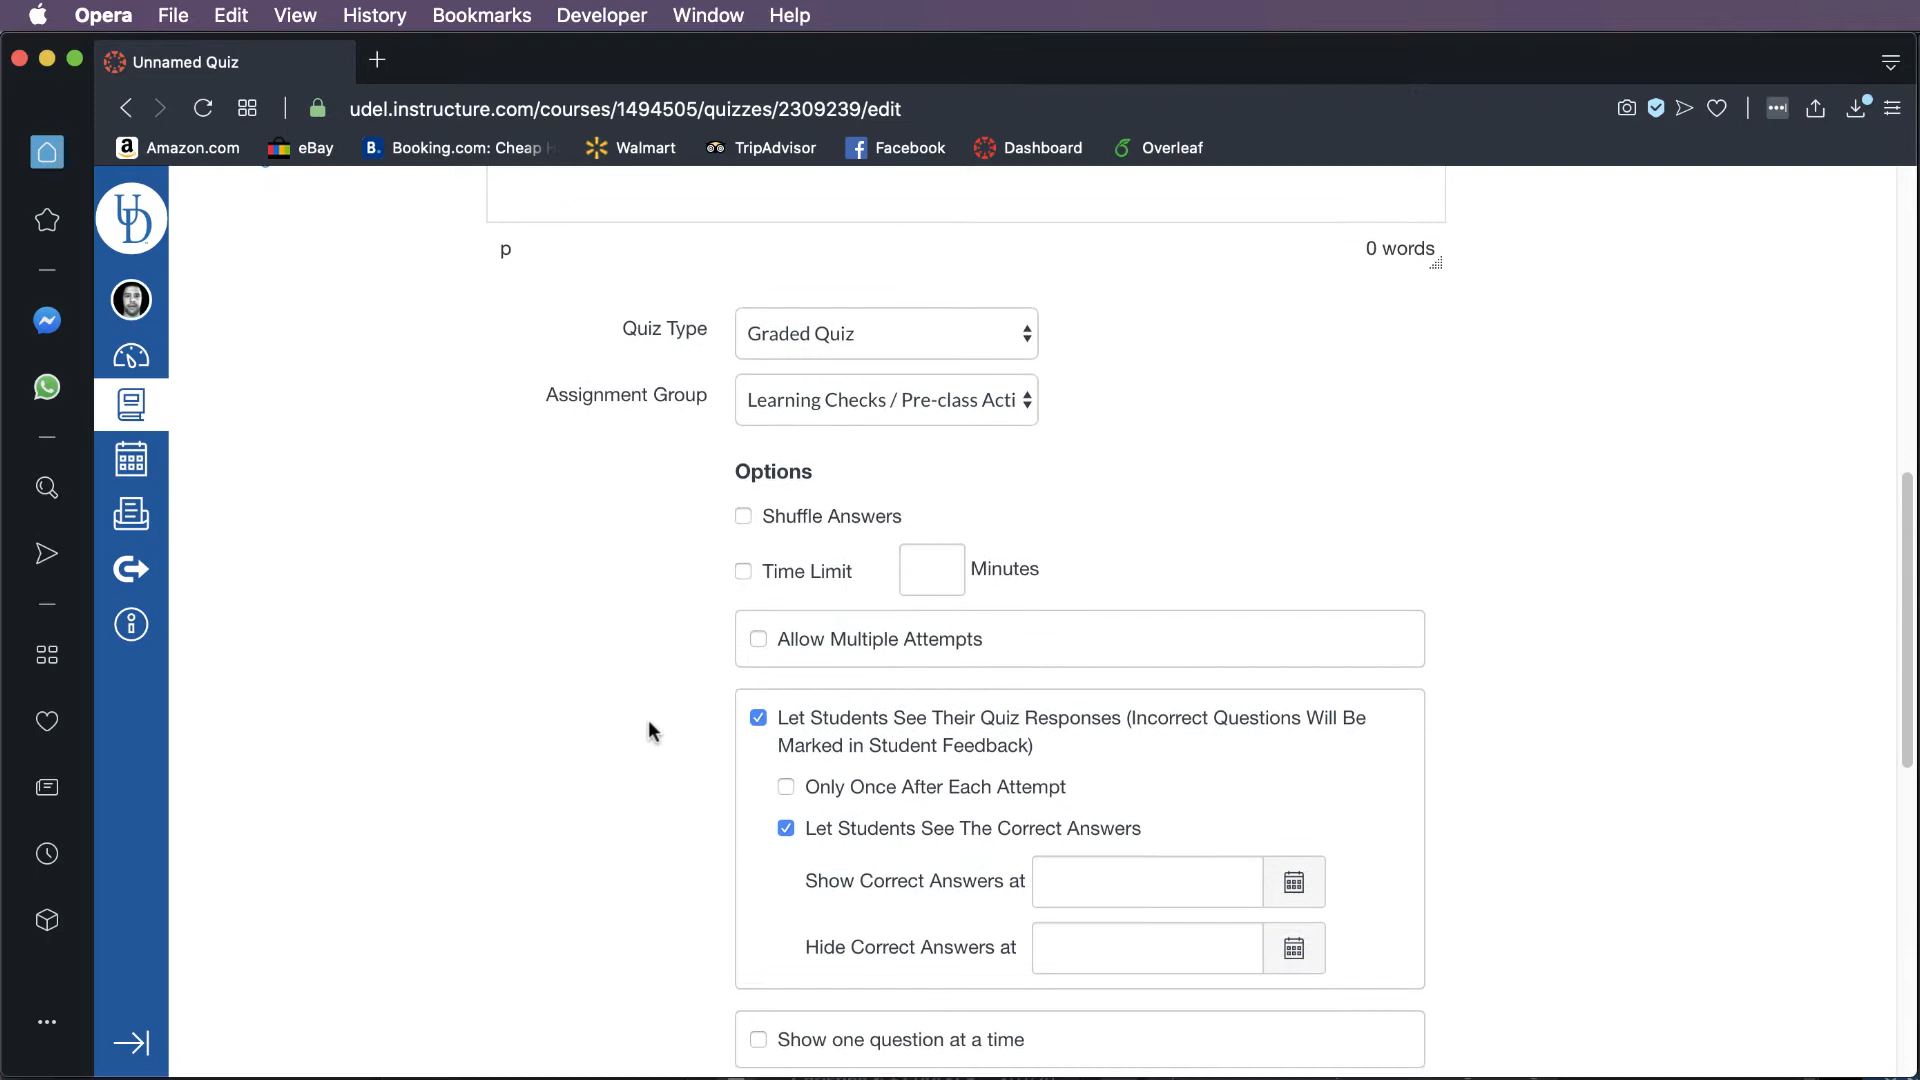 Opera File Edit View History Bookmarks Developer Window Help
Unnamed Quiz
udel.instructure.com/courses/1494505/quizzes/2309239/edit
Amazon.com eBay Booking.com: Cheap Walmart TripAdvisor Facebook Dashboard Overleaf
UD
p 0 words
Quiz Type Graded Quiz
Assignment Group Learning Checks / Pre-class Acti
Options
Shuffle Answers
Time Limit Minutes
Allow Multiple Attempts
Let Students See Their Quiz Responses (Incorrect Questions Will Be
Marked in Student Feedback)
Only Once After Each Attempt
Let Students See The Correct Answers
Show Correct Answers at
Hide Correct Answers at
Show one question at a time